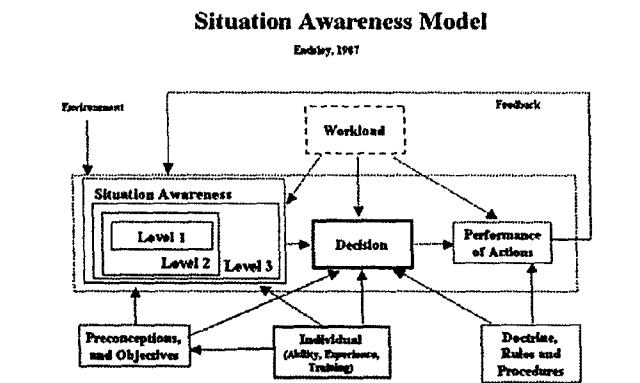 Situation Awareness Model
Endsley, 1987
Environment
Feedback
Workload
Situation Awareness
Level 1
Level 2
Level 3
Decision
Performance
of Actions
Preconceptions,
and Objectives
Individual
(Ability, Experience,
Training)
Doctrine,
Rules and
Procedures